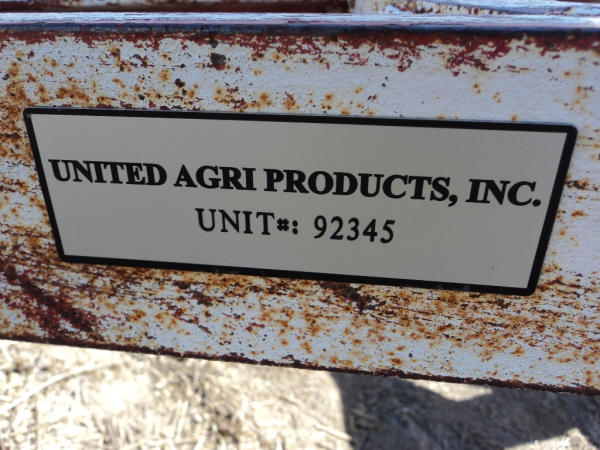 UNITED AGRI PRODUCTS, INC.
UNIT#: 92345